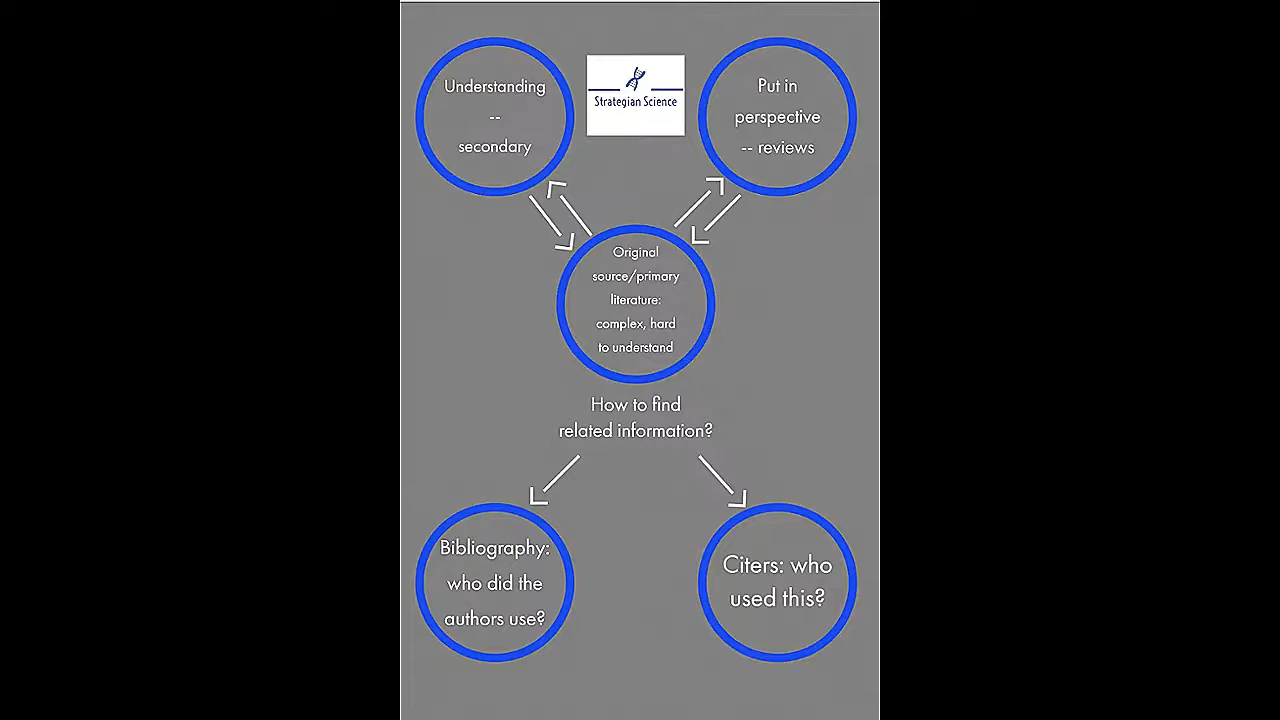 Understanding
--
secondary
Strategian Science
Put in
perspective
-- reviews
Original
source/primary
literature:
complex, hard
to understand
How to find
related information?
Bibliography:
who did the
authors use?
Citers: who
used this?